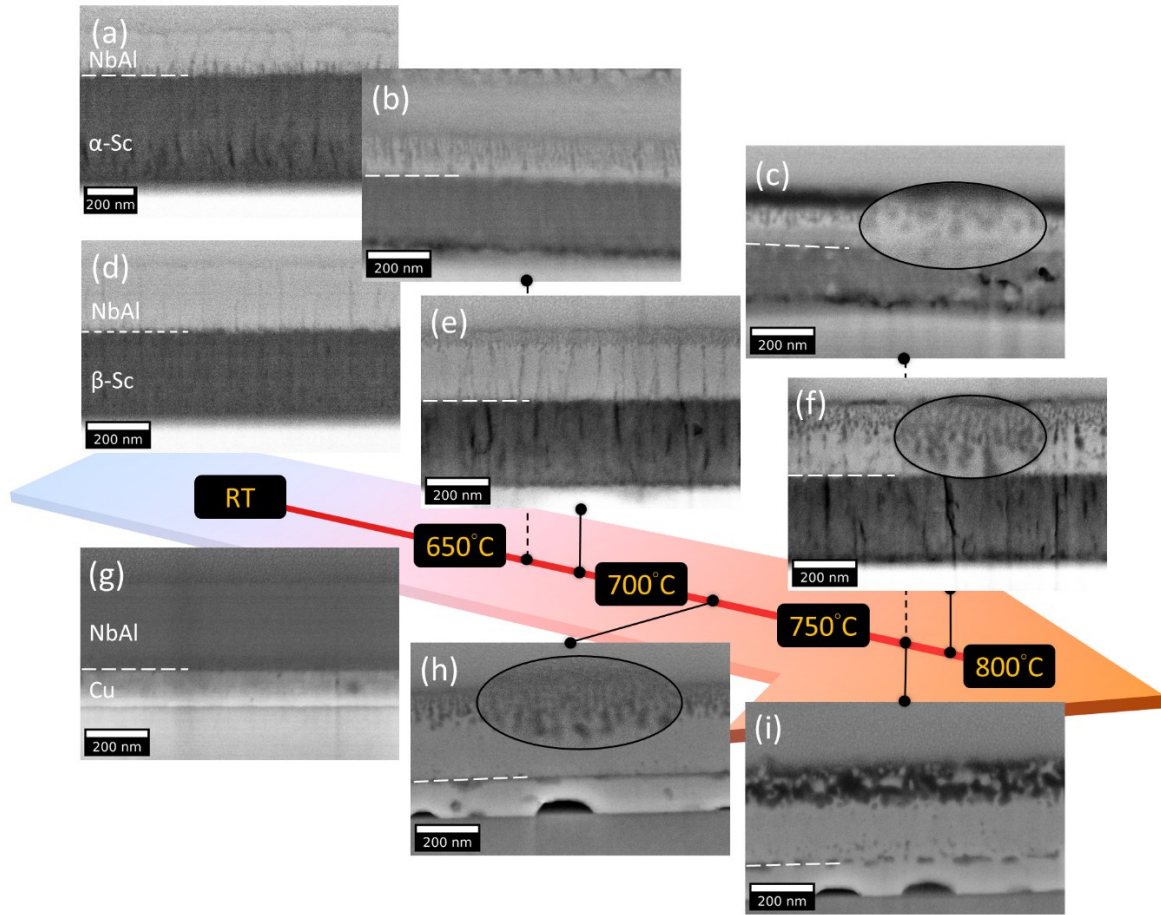 (a)
NbAl
α-Sc
200 nm
(b)
200 nm
(c)
200 nm
(d)
NbAl
β-Sc
200 nm
(e)
200 nm
(f)
200 nm
RT
650°C
700°C
750°C
800°C
(g)
NbAl
Cu
200 nm
(h)
200 nm
(i)
200 nm